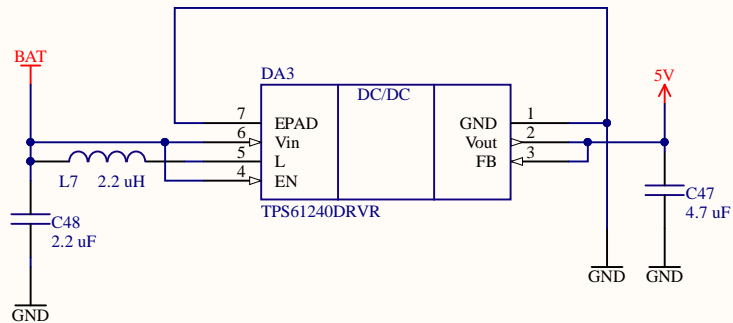 BAT
DA3
DC/DC
5V
7 EPAD
6 Vin
5 L
4 EN
GND 1
Vout 2
FB 3
L7 2.2 uH
TPS61240DRVR
C48
2.2 uF
C47
4.7 uF
GND
GND
GND